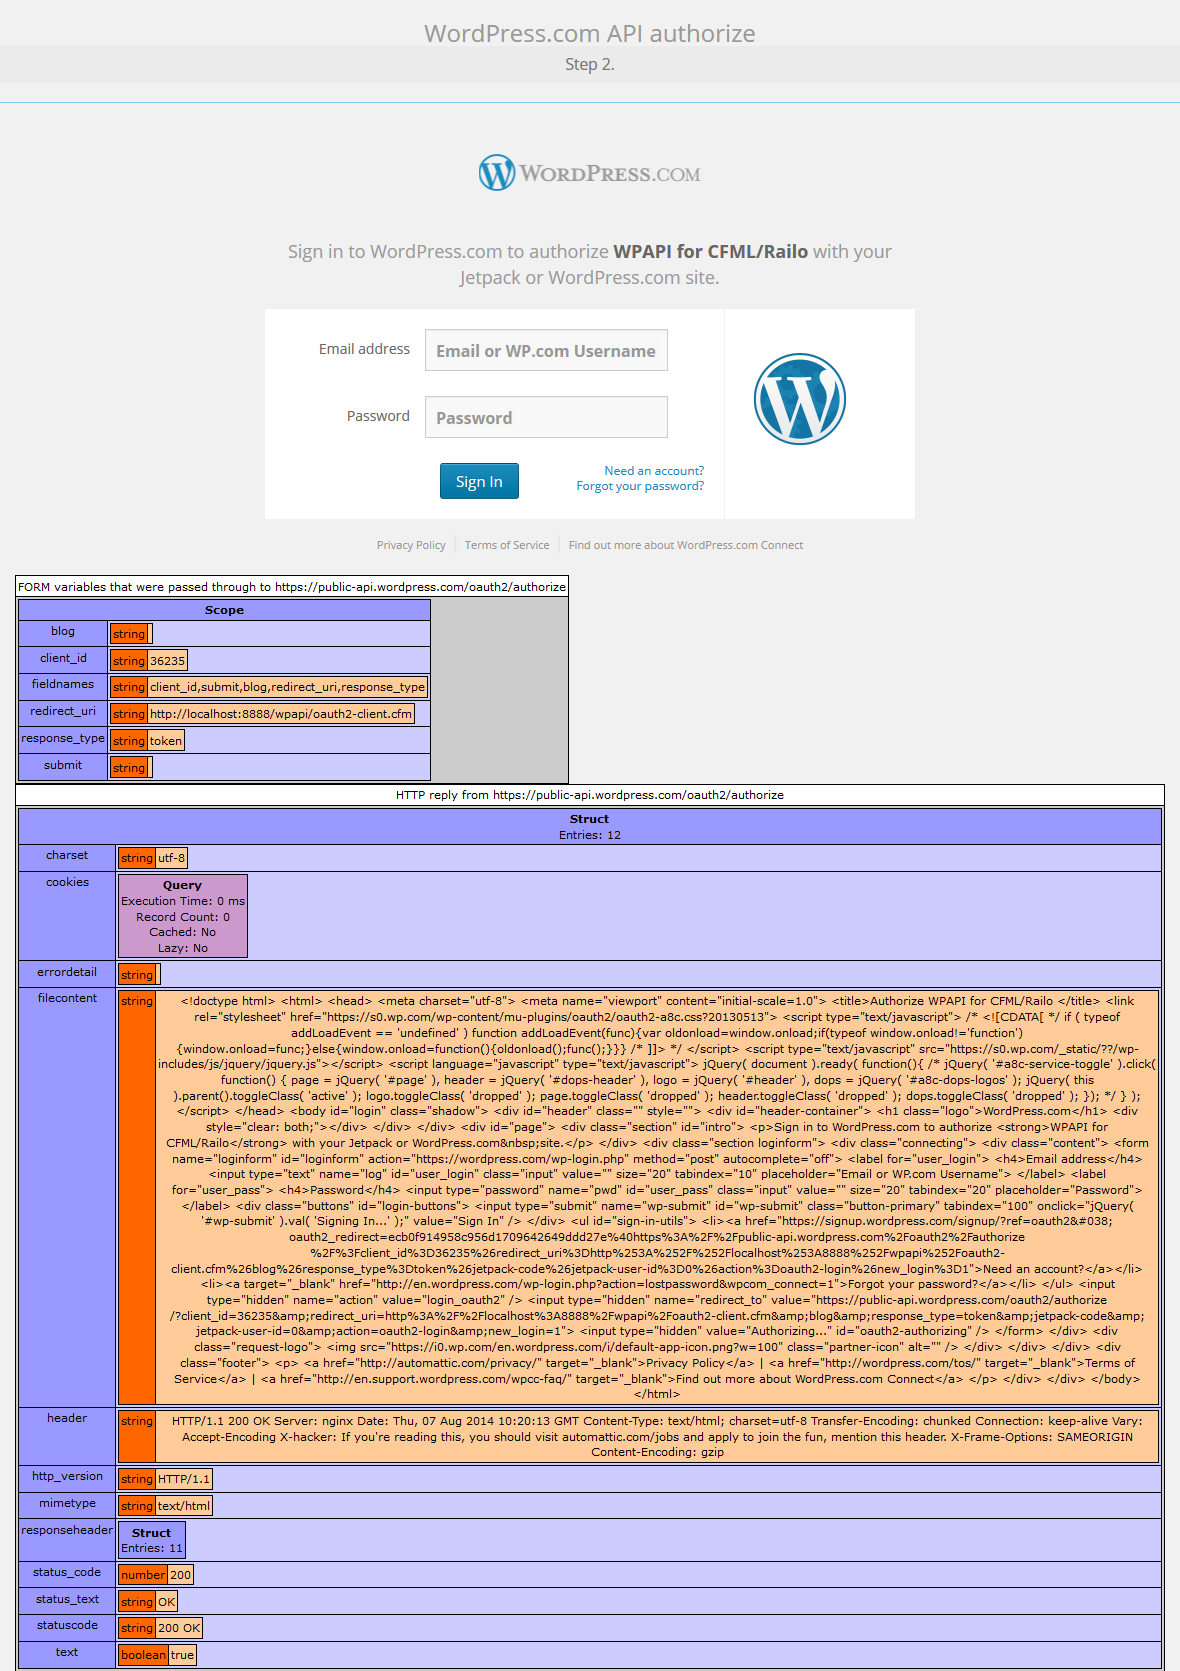 WordPress.com API authorize
Step 2.
WORDPRESS.COM
Sign in to WordPress.com to authorize WPAPI for CFML/Railo with your
Jetpack or WordPress.com site.
Email address
Email or WP.com Username
Password
Password
Sign In
Need an account?
Forgot your password?
Privacy Policy
Terms of Service
Find out more about WordPress.com Connect
FORM variables that were passed through to https://public-api.wordpress.com/oauth2/authorize
Scope
blog string
client_id string 36235
fieldnames string client_id,submit,blog,redirect_uri,response_type
redirect_uri string http://localhost:8888/wpapi/oauth2-client.cfm
response_type string token
submit string
HTTP reply from https://public-api.wordpress.com/oauth2/authorize
Struct
Entries: 12
charset string utf-8
cookies
Query
Execution Time: 0 ms
Record Count: 0
Cached: No
Lazy: No
errordetail string
filecontent string
<!doctype html> <html> <head> <meta charset="utf-8"> <meta name="viewport" content="initial-scale=1.0"> <title>Authorize WPAPI for CFML/Railo </title> <link
rel="stylesheet" href="https://s0.wp.com/wp-content/mu-plugins/oauth2/oauth2-a8c.css?20130513"> <script type="text/javascript"> /* <![CDATA[ */ if ( typeof
addLoadEvent == 'undefined' ) function addLoadEvent(func){var oldonload=window.onload;if(typeof window.onload!='function')
{window.onload=func;}else{window.onload=function(){oldonload();func();}}} /* ]]> */ </script> <script type="text/javascript" src="https://s0.wp.com/_static/??/wp-
includes/js/jquery/jquery.js"></script> <script language="javascript" type="text/javascript"> jQuery( document ).ready( function(){ /* jQuery( '#a8c-service-toggle' ).click(
function() { page = jQuery( '#page' ), header = jQuery( '#dops-header' ), logo = jQuery( '#header' ), dops = jQuery( '#a8c-dops-logos' ); jQuery( this
).parent().toggleClass( 'active' ); logo.toggleClass( 'dropped' ); page.toggleClass( 'dropped' ); header.toggleClass( 'dropped' ); dops.toggleClass( 'dropped' ); }); */ } );
</script> </head> <body id="login" class="shadow"> <div id="header" class="" style=""> <div id="header-container"> <h1 class="logo">WordPress.com</h1> <div
style="clear: both;"></div> </div> </div> <div id="page"> <div class="section" id="intro"> <p>Sign in to WordPress.com to authorize <strong>WPAPI for
CFML/Railo</strong> with your Jetpack or WordPress.com&nbsp;site.</p> </div> <div class="section loginform"> <div class="connecting"> <div class="content"> <form
name="loginform" id="loginform" action="https://wordpress.com/wp-login.php" method="post" autocomplete="off"> <label for="user_login"> <h4>Email address</h4>
<input type="text" name="log" id="user_login" class="input" value="" size="20" tabindex="10" placeholder="Email or WP.com Username"> </label> <label
for="user_pass"> <h4>Password</h4> <input type="password" name="pwd" id="user_pass" class="input" value="" size="20" tabindex="20" placeholder="Password">
</label> <div class="buttons" id="login-buttons"> <input type="submit" name="wp-submit" id="wp-submit" class="button-primary" tabindex="100" onclick="jQuery(
'#wp-submit' ).val( 'Signing In...' );" value="Sign In" /> </div> <ul id="sign-in-utils"> <li><a href="https://signup.wordpress.com/signup/?ref=oauth2&#038;
oauth2_redirect=ecb0f914958c956d1709642649ddd27e%40https%3A%2F%2Fpublic-api.wordpress.com%2Foauth2%2Fauthorize
%2F%3Fclient_id%3D36235%26redirect_uri%3Dhttp%253A%252F%252Flocalhost%253A8888%252Fwpapi%252Foauth2-
client.cfm%26blog%26response_type%3Dtoken%26jetpack-code%26jetpack-user-id%3D0%26action%3Doauth2-login%26new_login%3D1">Need an account?</a></li>
<li><a target="_blank" href="http://en.wordpress.com/wp-login.php?action=lostpassword&wpcom_connect=1">Forgot your password?</a></li> </ul> <input
type="hidden" name="action" value="login_oauth2" /> <input type="hidden" name="redirect_to" value="https://public-api.wordpress.com/oauth2/authorize
/?client_id=36235&amp;redirect_uri=http%3A%2F%2Flocalhost%3A8888%2Fwpapi%2Foauth2-client.cfm&amp;blog&amp;response_type=token&amp;jetpack-code&amp;
jetpack-user-id=0&amp;action=oauth2-login&amp;new_login=1"> <input type="hidden" value="Authorizing..." id="oauth2-authorizing" /> </form> </div> <div
class="request-logo"> <img src="https://i0.wp.com/en.wordpress.com/i/default-app-icon.png?w=100" class="partner-icon" alt="" /> </div> </div> </div> <div
class="footer"> <p> <a href="http://automattic.com/privacy/" target="_blank">Privacy Policy</a> | <a href="http://wordpress.com/tos/" target="_blank">Terms of
Service</a> | <a href="http://en.support.wordpress.com/wpcc-faq/" target="_blank">Find out more about WordPress.com Connect</a> </p> </div> </div> </body>
</html>
header string
HTTP/1.1 200 OK Server: nginx Date: Thu, 07 Aug 2014 10:20:13 GMT Content-Type: text/html; charset=utf-8 Transfer-Encoding: chunked Connection: keep-alive Vary:
Accept-Encoding X-hacker: If you're reading this, you should visit automattic.com/jobs and apply to join the fun, mention this header. X-Frame-Options: SAMEORIGIN
Content-Encoding: gzip
http_version string HTTP/1.1
mimetype string text/html
responseheader
Struct
Entries: 11
status_code number 200
status_text string OK
statuscode string 200 OK
text boolean true